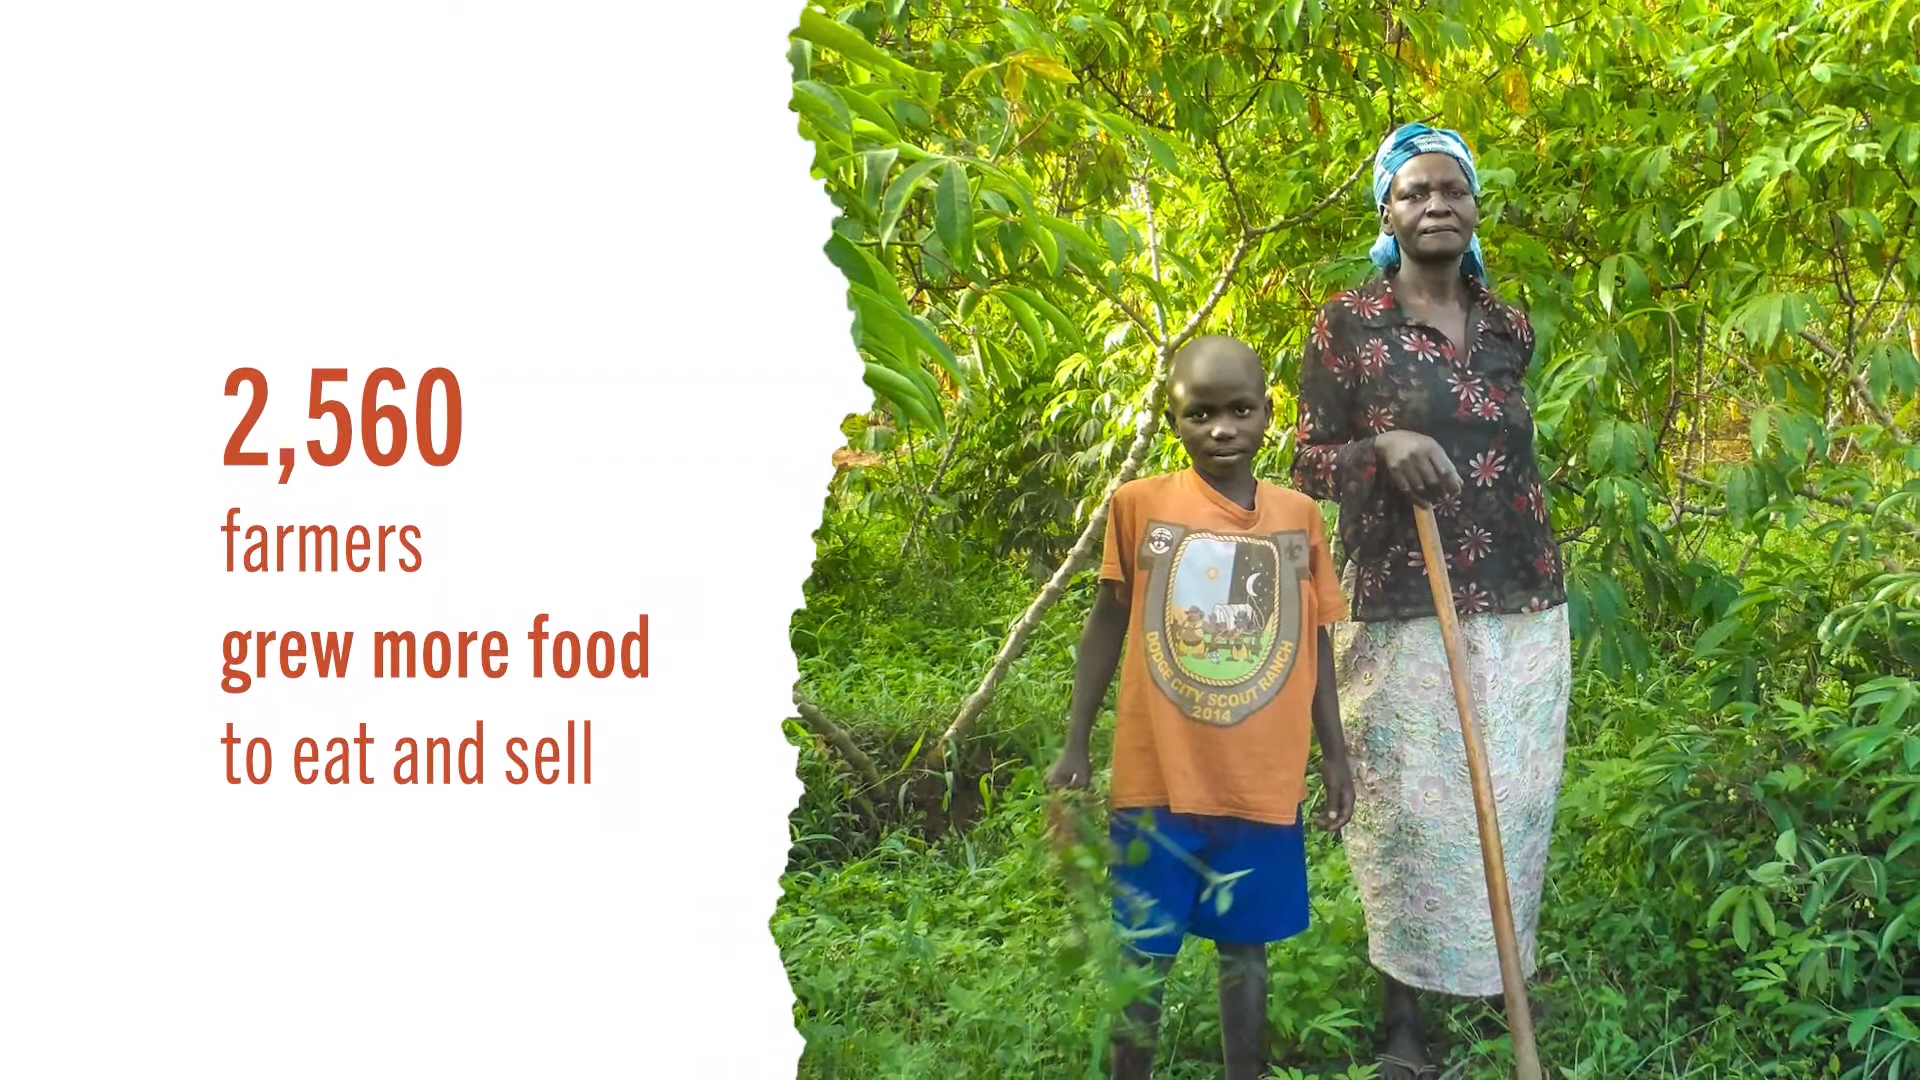 2,560
farmers
grew more food
to eat and sell
DODGE CITY SCOUT RANCH
2014